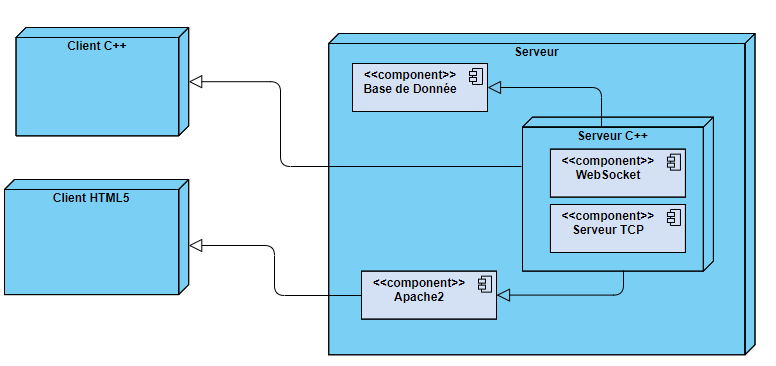 Client C++
Serveur
<<component>>
Base de Donnée
Serveur C++
<<component>>
WebSocket
<<component>>
Serveur TCP
Client HTML5
<<component>>
Apache2